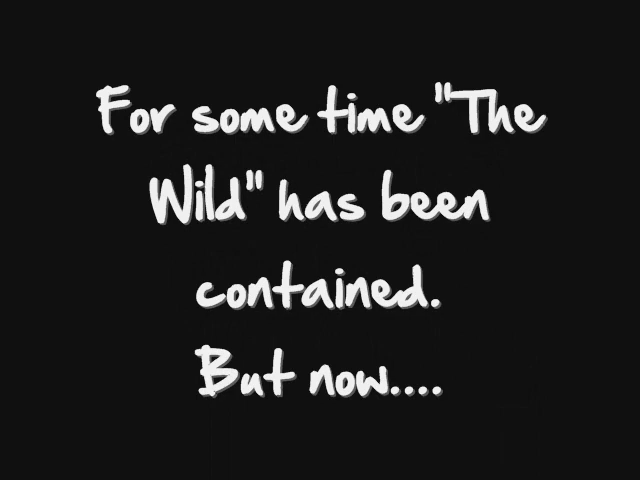 For some time "The
Wild" has been
contained.
But now....